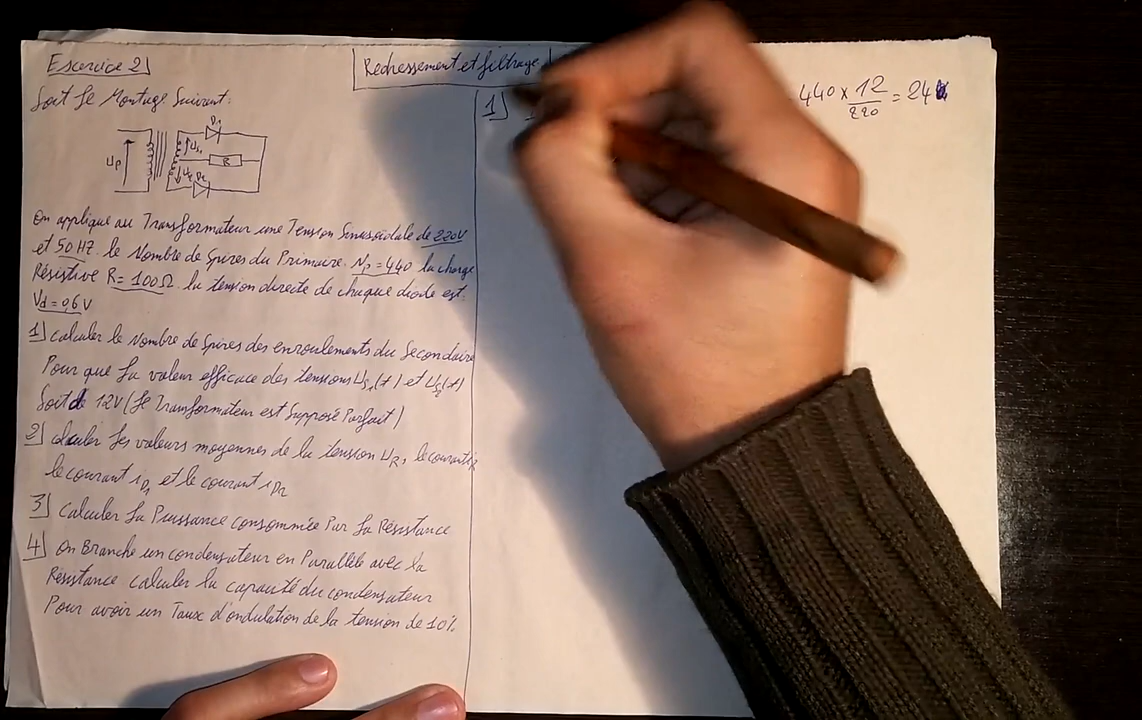 Exercice 2
Redressement et filtrage
Soit le Montage Suivant:
D1
Up
Us1
R
D2
On applique au Transformateur une Tension Sinusoïdale de 220V
et 50 HZ. le Nombre de Spires du Primaire. Np = 440 la charge
Résistive R = 100Ω. la tension directe de chaque diode est:
Vd = 0,6 V
1] calculer le Nombre de Spires des enroulements du Secondaire
Pour que la valeur efficace des tensions Us1(t) et Us2(t)
Soit 12V (le Transformateur est Supposé Parfait)
2] calculer les valeurs moyennes de la tension UR,
le courant iD1 et le courant iD2
3] Calculer la Puissance consommée Par la Résistance
4] On Branche un condensateur en Parallèle avec la
Résistance calculer la capacité du condensateur
Pour avoir un Taux d'ondulation de la tension de 10%.
1]
440 x 12/220 = 24